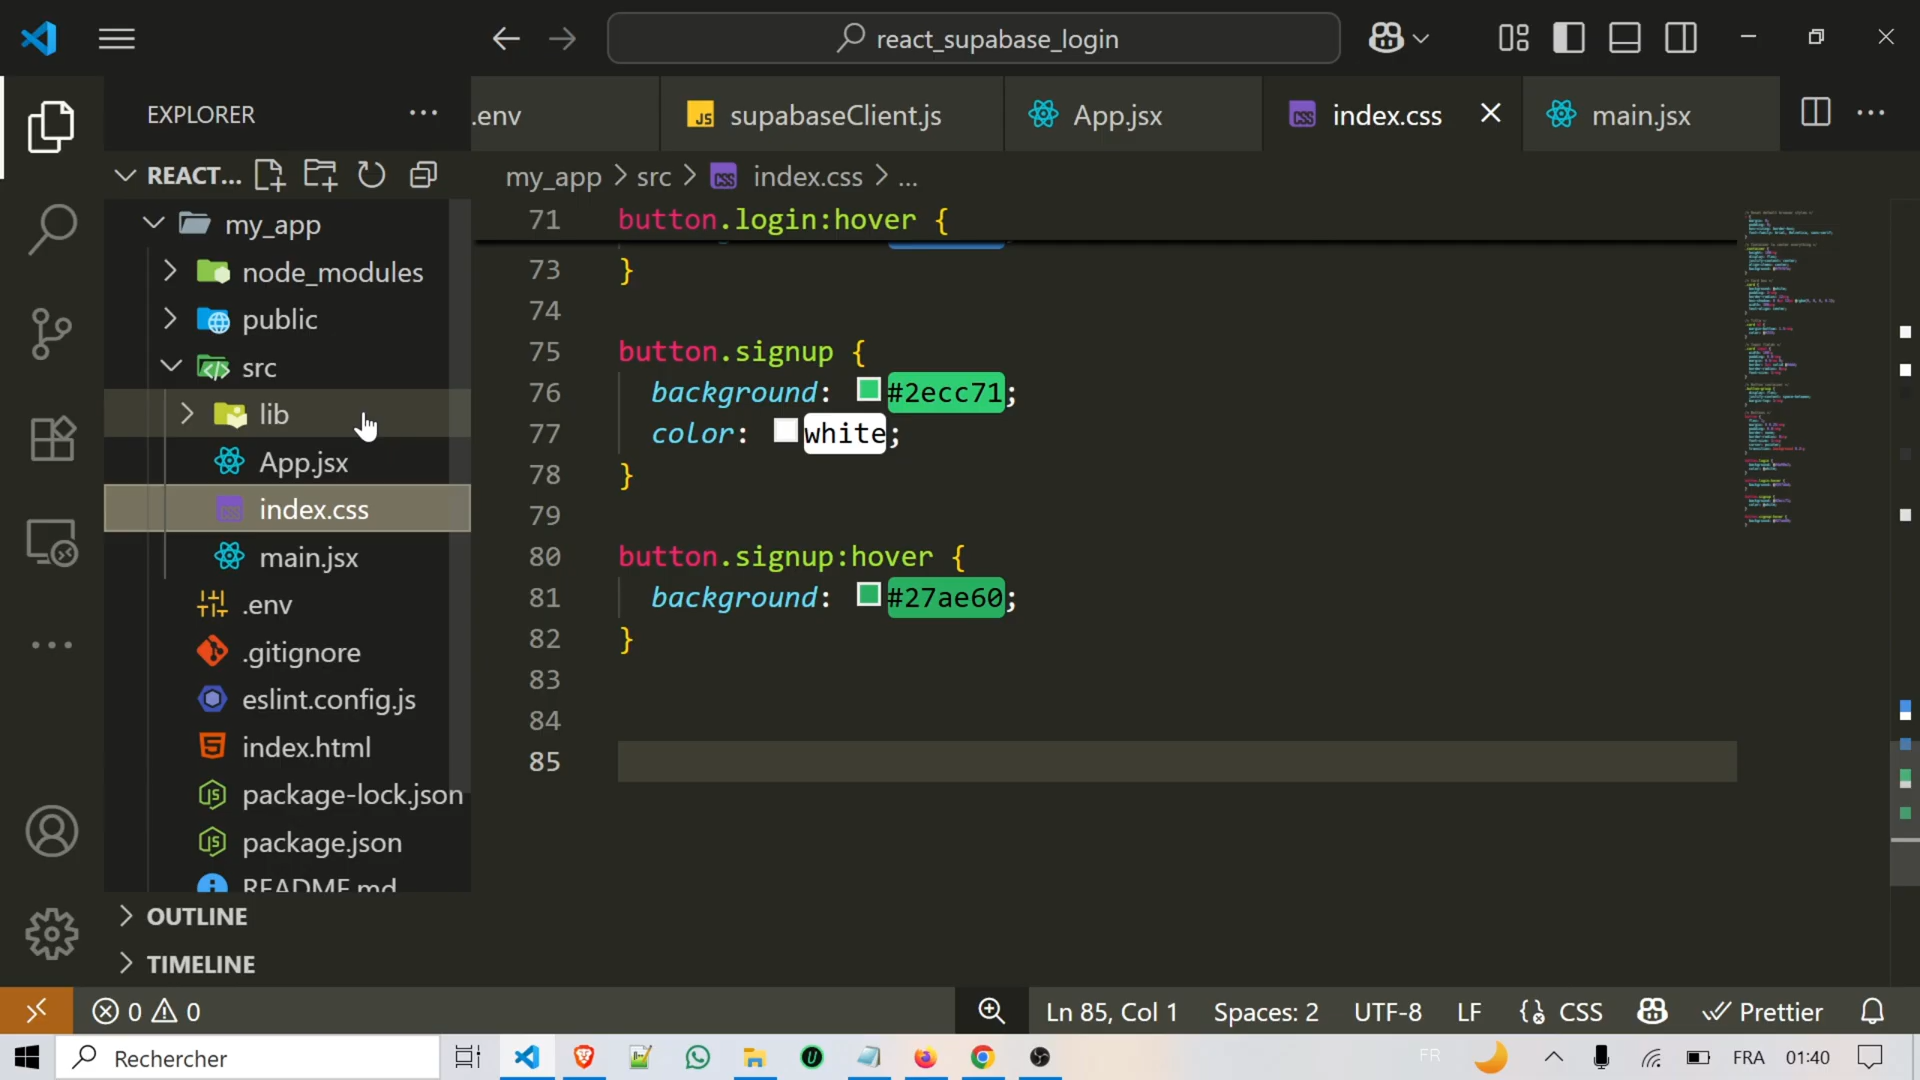 react_supabase_login
EXPLORER
.env
supabaseClient.js
App.jsx
index.css
main.jsx
REACT...
my_app > src > index.css > ...
my_app
node_modules
public
src
lib
App.jsx
index.css
main.jsx
.env
.gitignore
eslint.config.js
index.html
package-lock.json
package.json
README.md
OUTLINE
TIMELINE
71 button.login:hover {
73 }
74
75 button.signup {
76 background: #2ecc71;
77 color: white;
78 }
79
80 button.signup:hover {
81 background: #27ae60;
82 }
83
84
85
0 0
Ln 85, Col 1
Spaces: 2
UTF-8
LF
CSS
Prettier
Rechercher
FR
FRA
01:40